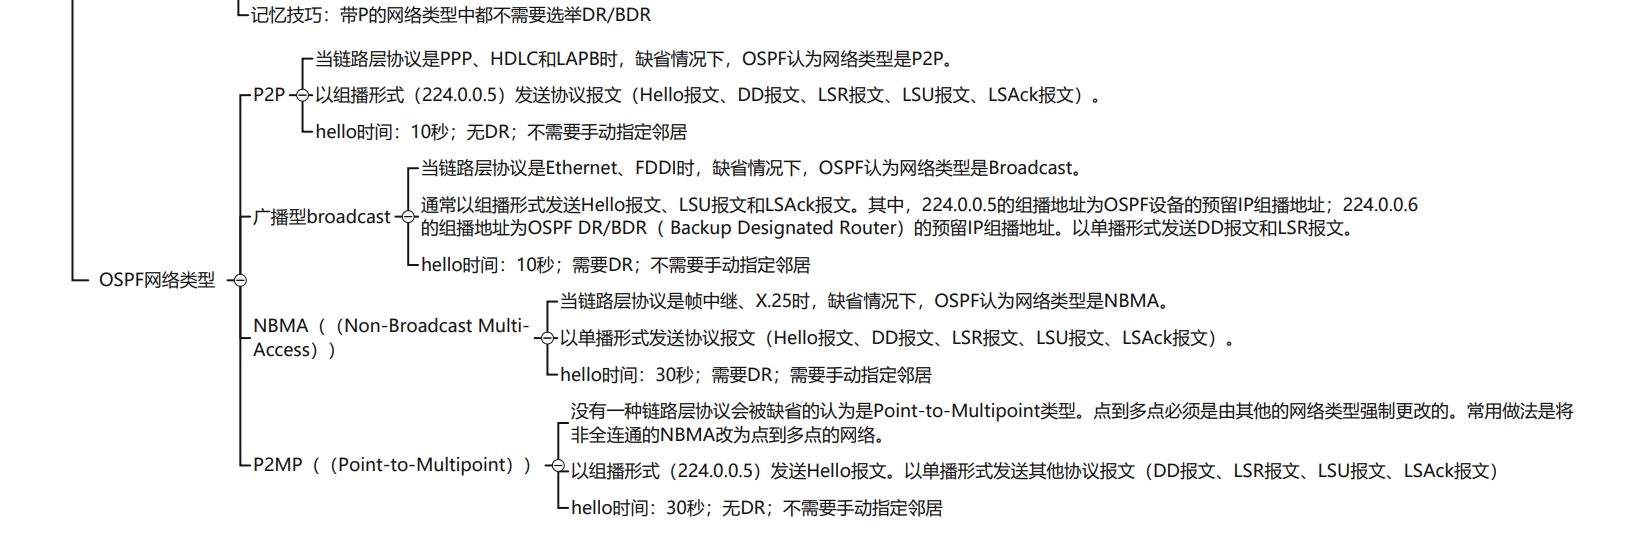 记忆技巧：带P的网络类型中都不需要选举DR/BDR
当链路层协议是PPP、HDLC和LAPB时，缺省情况下，OSPF认为网络类型是P2P。
P2P
以组播形式（224.0.0.5）发送协议报文（Hello报文、DD报文、LSR报文、LSU报文、LSAck报文）。
hello时间：10秒；无DR；不需要手动指定邻居
当链路层协议是Ethernet、FDDI时，缺省情况下，OSPF认为网络类型是Broadcast。
广播型broadcast
通常以组播形式发送Hello报文、LSU报文和LSAck报文。其中，224.0.0.5的组播地址为OSPF设备的预留IP组播地址；224.0.0.6
的组播地址为OSPF DR/BDR（ Backup Designated Router）的预留IP组播地址。以单播形式发送DD报文和LSR报文。
hello时间：10秒；需要DR；不需要手动指定邻居
OSPF网络类型
当链路层协议是帧中继、X.25时，缺省情况下，OSPF认为网络类型是NBMA。
NBMA（（Non-Broadcast Multi-
Access））
以单播形式发送协议报文（Hello报文、DD报文、LSR报文、LSU报文、LSAck报文）。
hello时间：30秒；需要DR；需要手动指定邻居
没有一种链路层协议会被缺省的认为是Point-to-Multipoint类型。点到多点必须是由其他的网络类型强制更改的。常用做法是将
非全连通的NBMA改为点到多点的网络。
P2MP（（Point-to-Multipoint））
以组播形式（224.0.0.5）发送Hello报文。以单播形式发送其他协议报文（DD报文、LSR报文、LSU报文、LSAck报文）
hello时间：30秒；无DR；不需要手动指定邻居